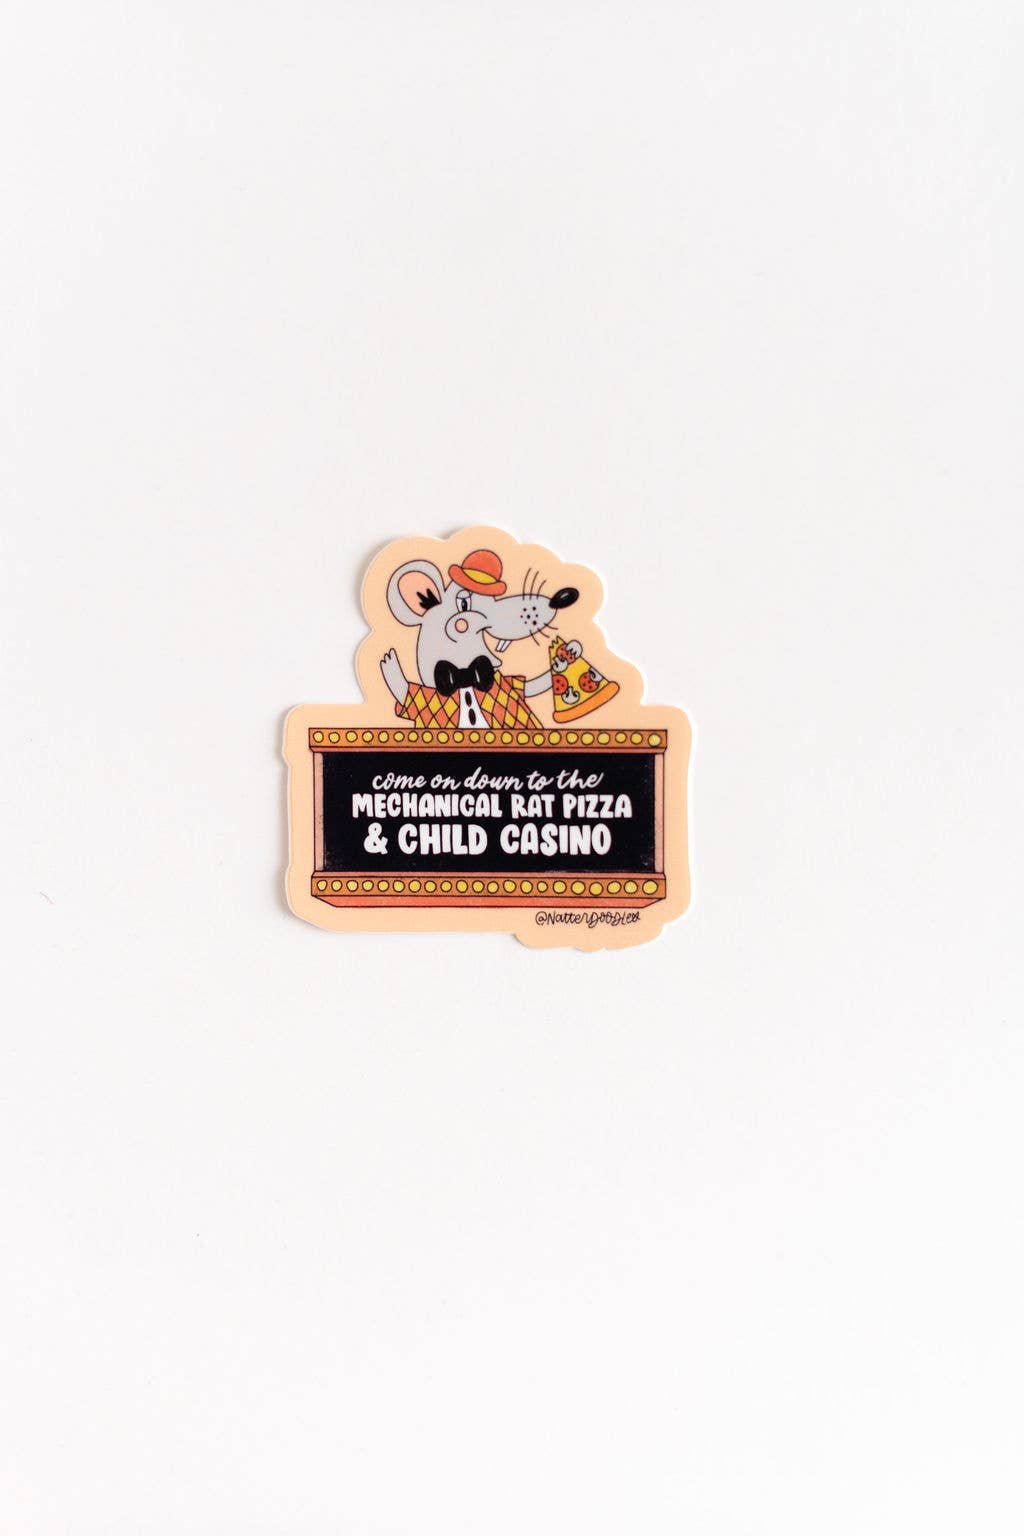 come on down to the
MECHANICAL RAT PIZZA
& CHILD CASINO
@NatterDoodles